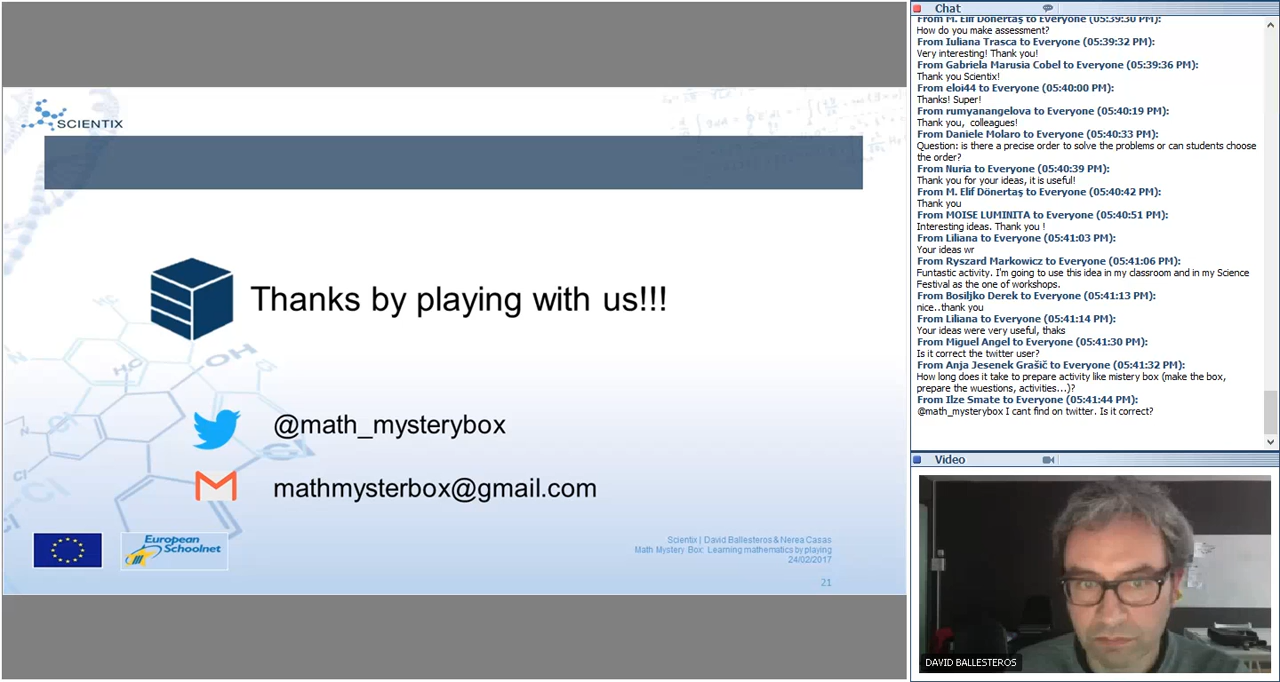 SCIENTIX
Thanks by playing with us!!!
@math_mysterybox
mathmysterbox@gmail.com
European
Schoolnet
Scientix | David Ballesteros & Nerea Casas
Math Mystery Box: Learning mathematics by playing
24/02/2017
21
Chat
From M. Elif Dönertaş to Everyone (05:39:30 PM):
How do you make assessment?
From Iuliana Trasca to Everyone (05:39:32 PM):
Very interesting! Thank you!
From Gabriela Marusia Cobel to Everyone (05:39:36 PM):
Thank you Scientix!
From eloi44 to Everyone (05:40:00 PM):
Thanks! Super!
From rumyanangelova to Everyone (05:40:19 PM):
Thank you, colleagues!
From Daniele Molaro to Everyone (05:40:33 PM):
Question: is there a precise order to solve the problems or can students choose
the order?
From Nuria to Everyone (05:40:39 PM):
Thank you for your ideas, it is useful!
From M. Elif Dönertaş to Everyone (05:40:42 PM):
Thank you
From MOISE LUMINITA to Everyone (05:40:51 PM):
Interesting ideas. Thank you !
From Liliana to Everyone (05:41:03 PM):
Your ideas wr
From Ryszard Markowicz to Everyone (05:41:06 PM):
Funtastic activity. I'm going to use this idea in my classroom and in my Science
Festival as the one of workshops.
From Bosiljko Derek to Everyone (05:41:13 PM):
nice..thank you
From Liliana to Everyone (05:41:14 PM):
Your ideas were very useful, thaks
From Miguel Angel to Everyone (05:41:30 PM):
Is it correct the twitter user?
From Anja Jesenek Grašič to Everyone (05:41:32 PM):
How long does it take to prepare activity like mistery box (make the box,
prepare the wuestions, activities...)?
From Ilze Smate to Everyone (05:41:44 PM):
@math_mysterybox I cant find on twitter. Is it correct?
Video
DAVID BALLESTEROS